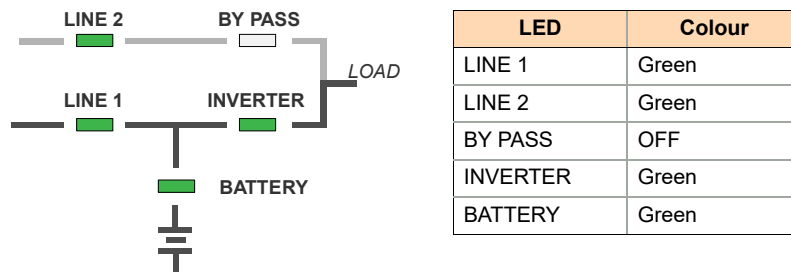 LINE 2 BY PASS
LOAD
LINE 1 INVERTER
BATTERY
LED Colour
LINE 1 Green
LINE 2 Green
BY PASS OFF
INVERTER Green
BATTERY Green